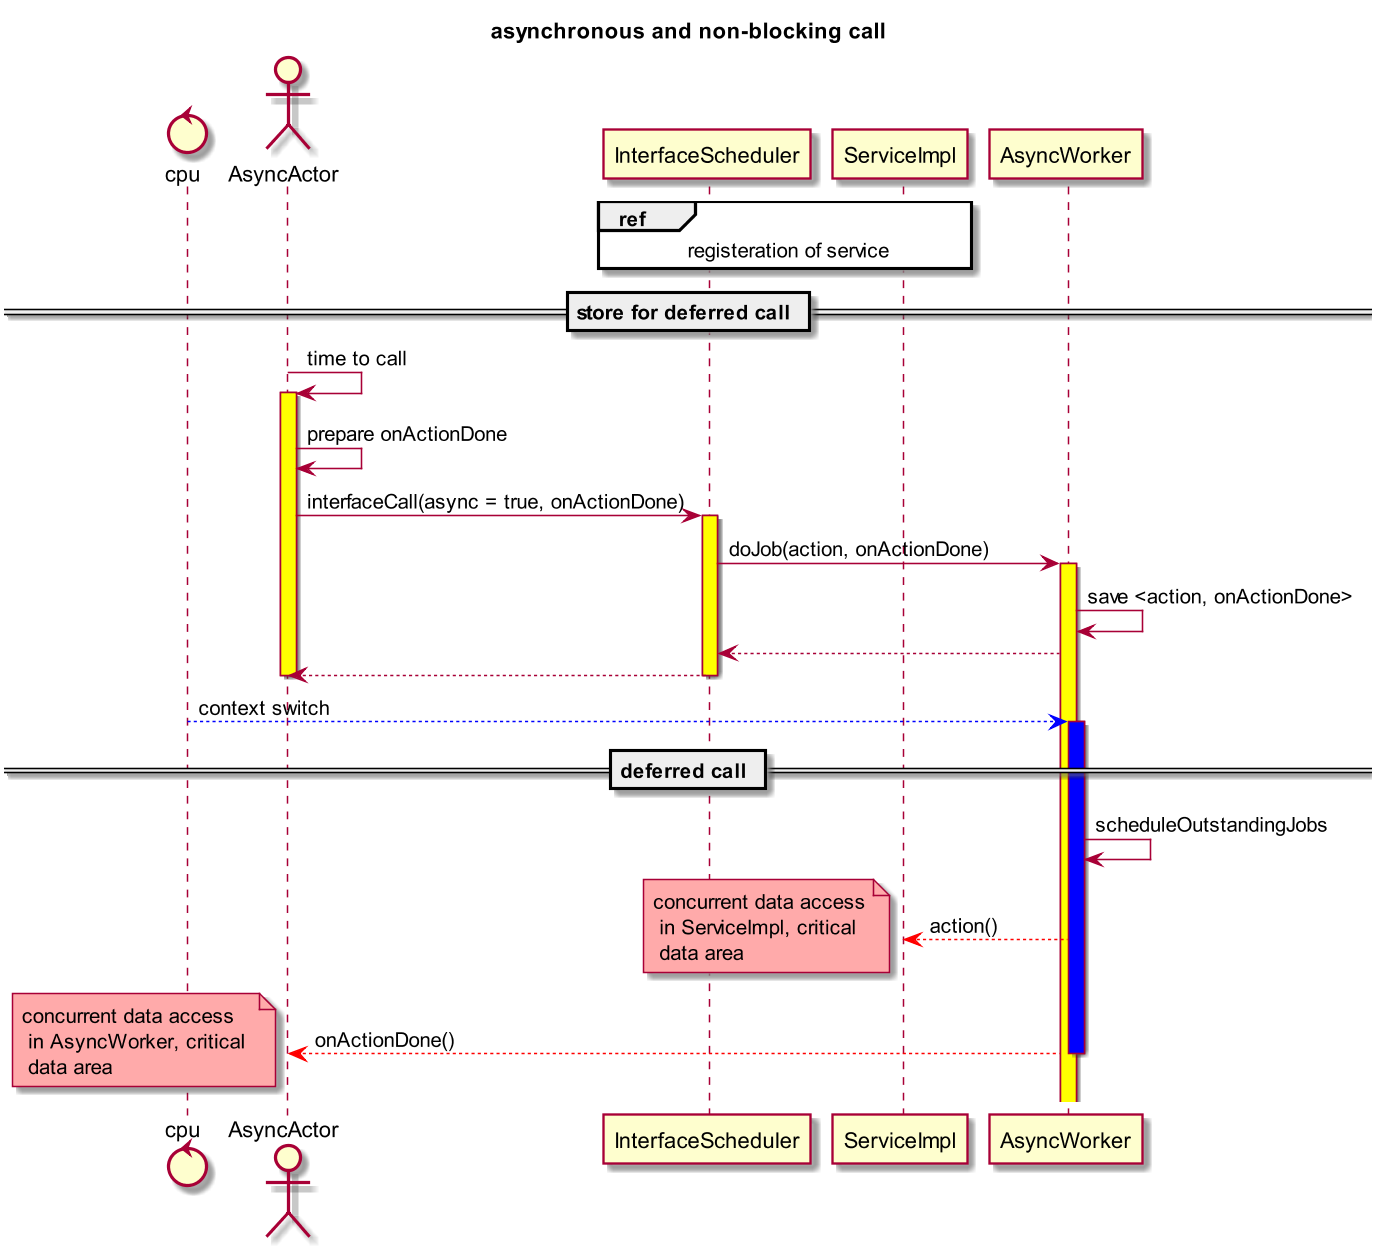 asynchronous and non-blocking call
cpu
AsyncActor
InterfaceScheduler
ServiceImpl
AsyncWorker
ref
registeration of service
store for deferred call
time to call
prepare onActionDone
interfaceCall(async = true, onActionDone)
doJob(action, onActionDone)
save <action, onActionDone>
context switch
deferred call
scheduleOutstandingJobs
concurrent data access
in ServiceImpl, critical
data area
action()
concurrent data access
in AsyncWorker, critical
data area
onActionDone()
cpu
AsyncActor
InterfaceScheduler
ServiceImpl
AsyncWorker